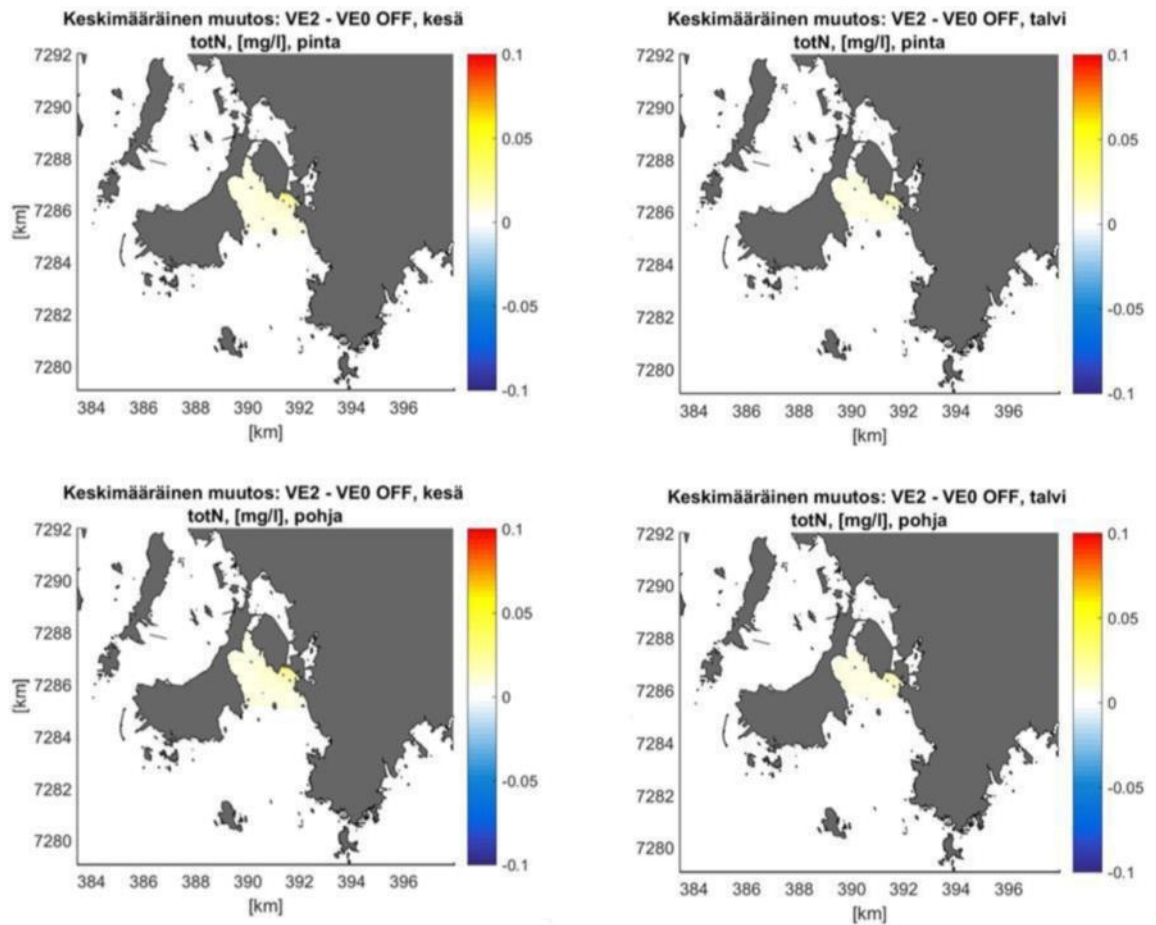 Keskimääräinen muutos: VE2 - VE0 OFF, kesä
totN, [mg/l], pinta
7292
7290
7288
7286
7284
7282
7280
[km]
384 386 388 390 392 394 396
[km]
0.1
0.05
0
-0.05
-0.1
Keskimääräinen muutos: VE2 - VE0 OFF, talvi
totN, [mg/l], pinta
7292
7290
7288
7286
7284
7282
7280
384 386 388 390 392 394 396
[km]
0.1
0.05
0
-0.05
-0.1
Keskimääräinen muutos: VE2 - VE0 OFF, kesä
totN, [mg/l], pohja
7292
7290
7288
7286
7284
7282
7280
[km]
384 386 388 390 392 394 396
[km]
0.1
0.05
0
-0.05
-0.1
Keskimääräinen muutos: VE2 - VE0 OFF, talvi
totN, [mg/l], pohja
7292
7290
7288
7286
7284
7282
7280
384 386 388 390 392 394 396
[km]
0.1
0.05
0
-0.05
-0.1